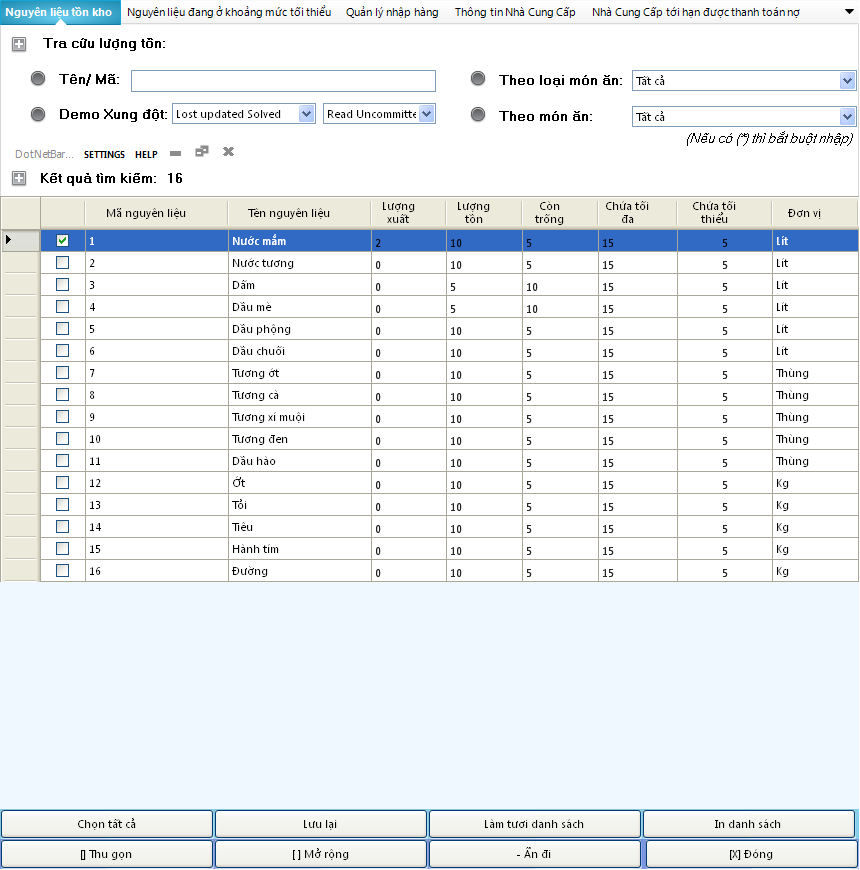 Nguyên liệu tồn kho Nguyên liệu đang ở khoảng mức tối thiểu Quản lý nhập hàng Thông tin Nhà Cung Cấp Nhà Cung Cấp tới hạn được thanh toán nợ
Tra cứu lượng tồn:
Tên/ Mã: Theo loại món ăn: Tất cả
Demo Xung đột: Lost updated Solved Read Uncommitte Theo món ăn: Tất cả
(Nếu có (*) thì bắt buột nhập)
DotNetBar... SETTINGS HELP
Kết quả tìm kiếm: 16
Mã nguyên liệu Tên nguyên liệu Lượng xuất Lượng tồn Còn trống Chứa tối đa Chứa tối thiểu Đơn vị
1 Nước mắm 2 10 5 15 5 Lít
2 Nước tương 0 10 5 15 5 Lít
3 Dấm 0 5 10 15 5 Lít
4 Dầu mè 0 5 10 15 5 Lít
5 Dầu phộng 0 10 5 15 5 Lít
6 Dầu chuối 0 10 5 15 5 Lít
7 Tương ớt 0 10 5 15 5 Thùng
8 Tương cà 0 10 5 15 5 Thùng
9 Tương xí muội 0 10 5 15 5 Thùng
10 Tương đen 0 10 5 15 5 Thùng
11 Dầu hào 0 10 5 15 5 Thùng
12 Ớt 0 10 5 15 5 Kg
13 Tỏi 0 10 5 15 5 Kg
14 Tiêu 0 10 5 15 5 Kg
15 Hành tím 0 10 5 15 5 Kg
16 Đường 0 10 5 15 5 Kg
Chọn tất cả Lưu lại Làm tươi danh sách In danh sách
[] Thu gọn [ ] Mở rộng - Ẩn đi [X] Đóng